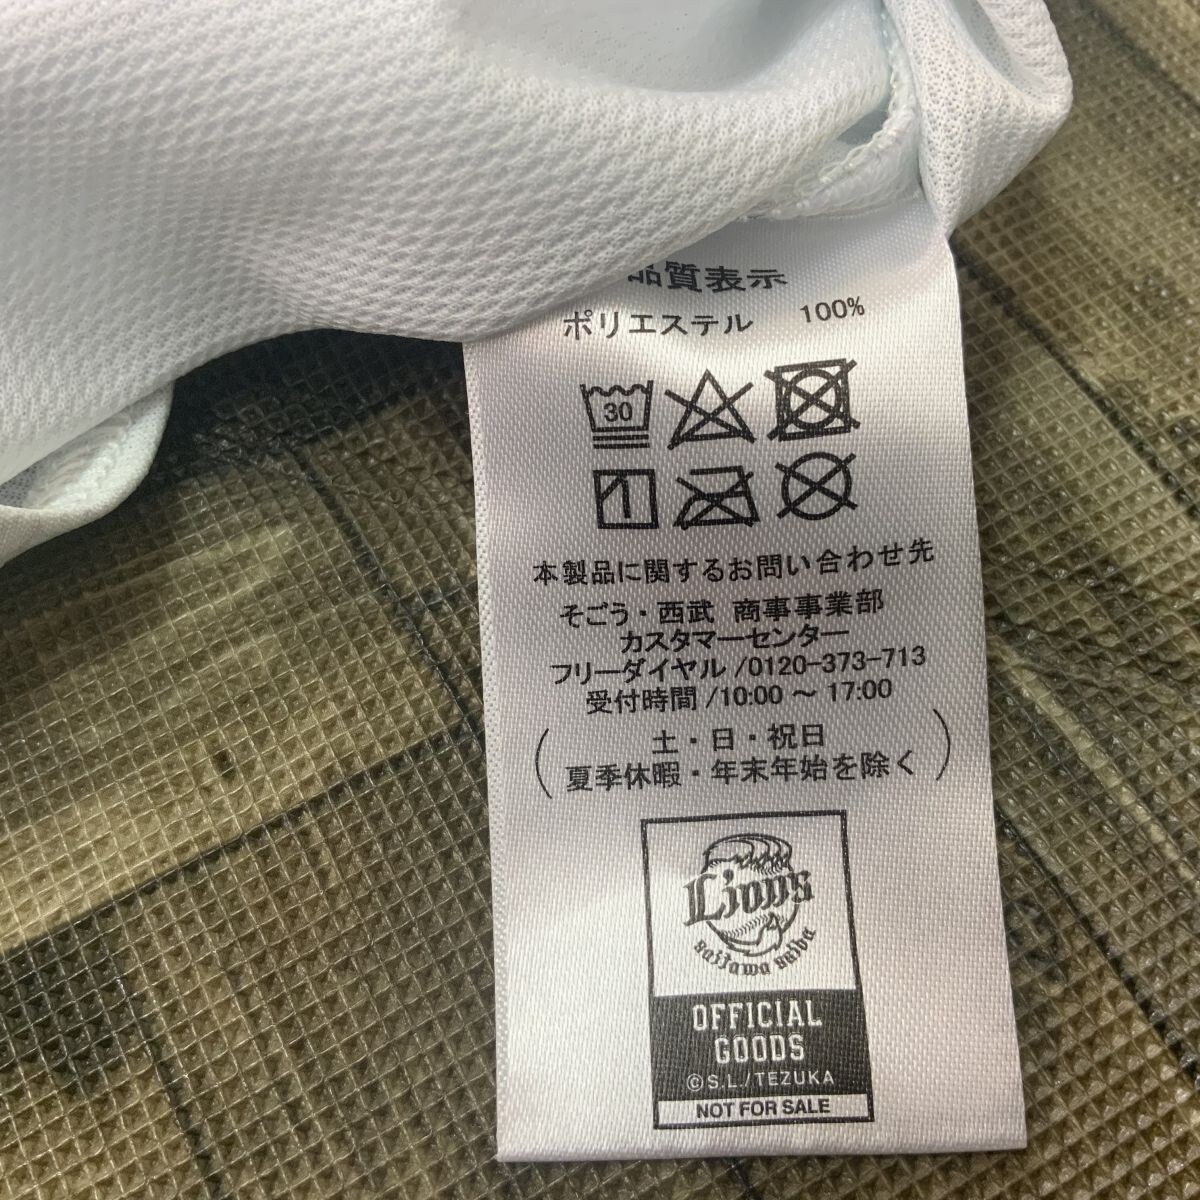 品質表示
ポリエステル 100%
30
本製品に関するお問い合わせ先
そごう・西武 商事事業部
カスタマーセンター
フリーダイヤル/0120-373-713
受付時間/10:00 ～ 17:00
(土・日・祝日
夏季休暇・年末年始を除く)
Lions
Saitama Seibu
OFFICIAL
GOODS
©S.L./TEZUKA
NOT FOR SALE